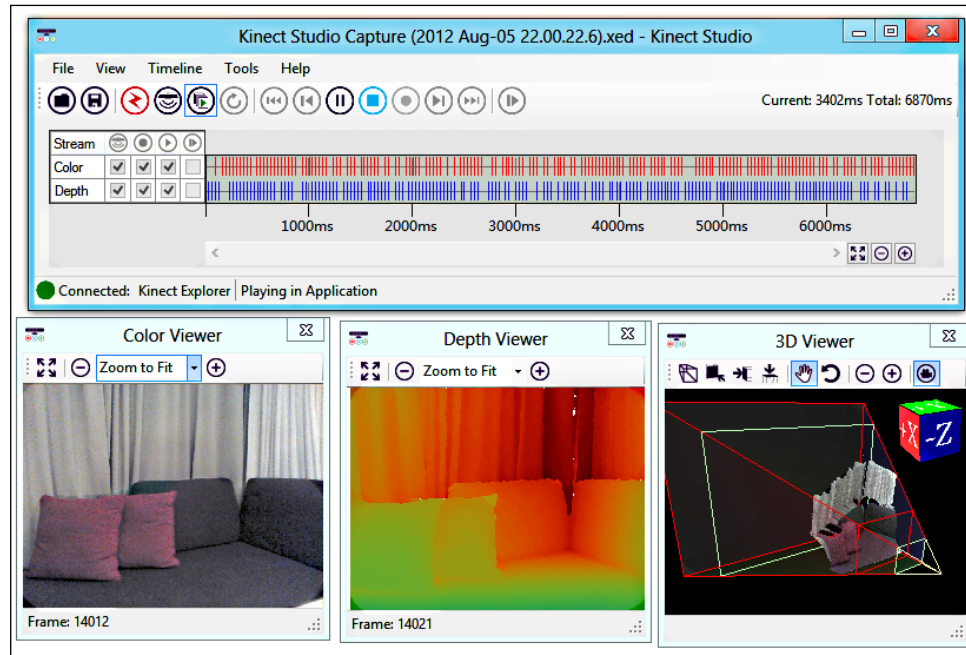 Kinect Studio Capture (2012 Aug-05 22.00.22.6).xed - Kinect Studio
File View Timeline Tools Help
Current: 3402ms Total: 6870ms
Stream
Color
Depth
1000ms 2000ms 3000ms 4000ms 5000ms 6000ms
Connected: Kinect Explorer Playing in Application
Color Viewer
Zoom to Fit
Frame: 14012
Depth Viewer
Zoom to Fit
Frame: 14021
3D Viewer
+X -Z